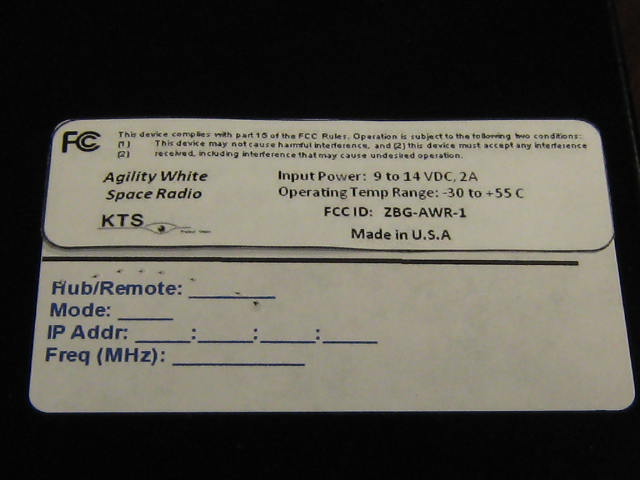 FCC This device complies with part 15 of the FCC Rules. Operation is subject to the following two conditions:
(1) This device may not cause harmful interference, and (2) this device must accept any interference
(2) received, including interference that may cause undesired operation.
Agility White
Space Radio
KTS
Input Power: 9 to 14 VDC, 2A
Operating Temp Range: -30 to +55 C
FCC ID: ZBG-AWR-1
Made in U.S.A
Hub/Remote: ________
Mode: _____
IP Addr: _____:_____:_____:_____
Freq (MHz): ____________